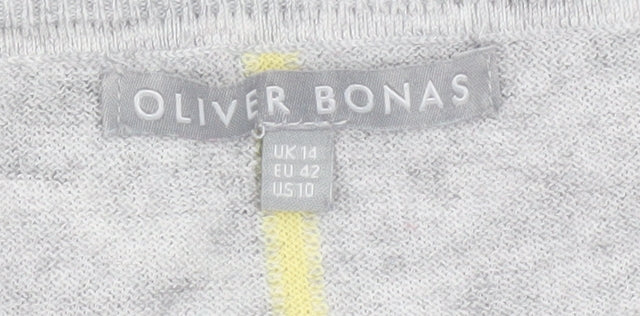 OLIVER BONAS
UK 14
EU 42
US 10